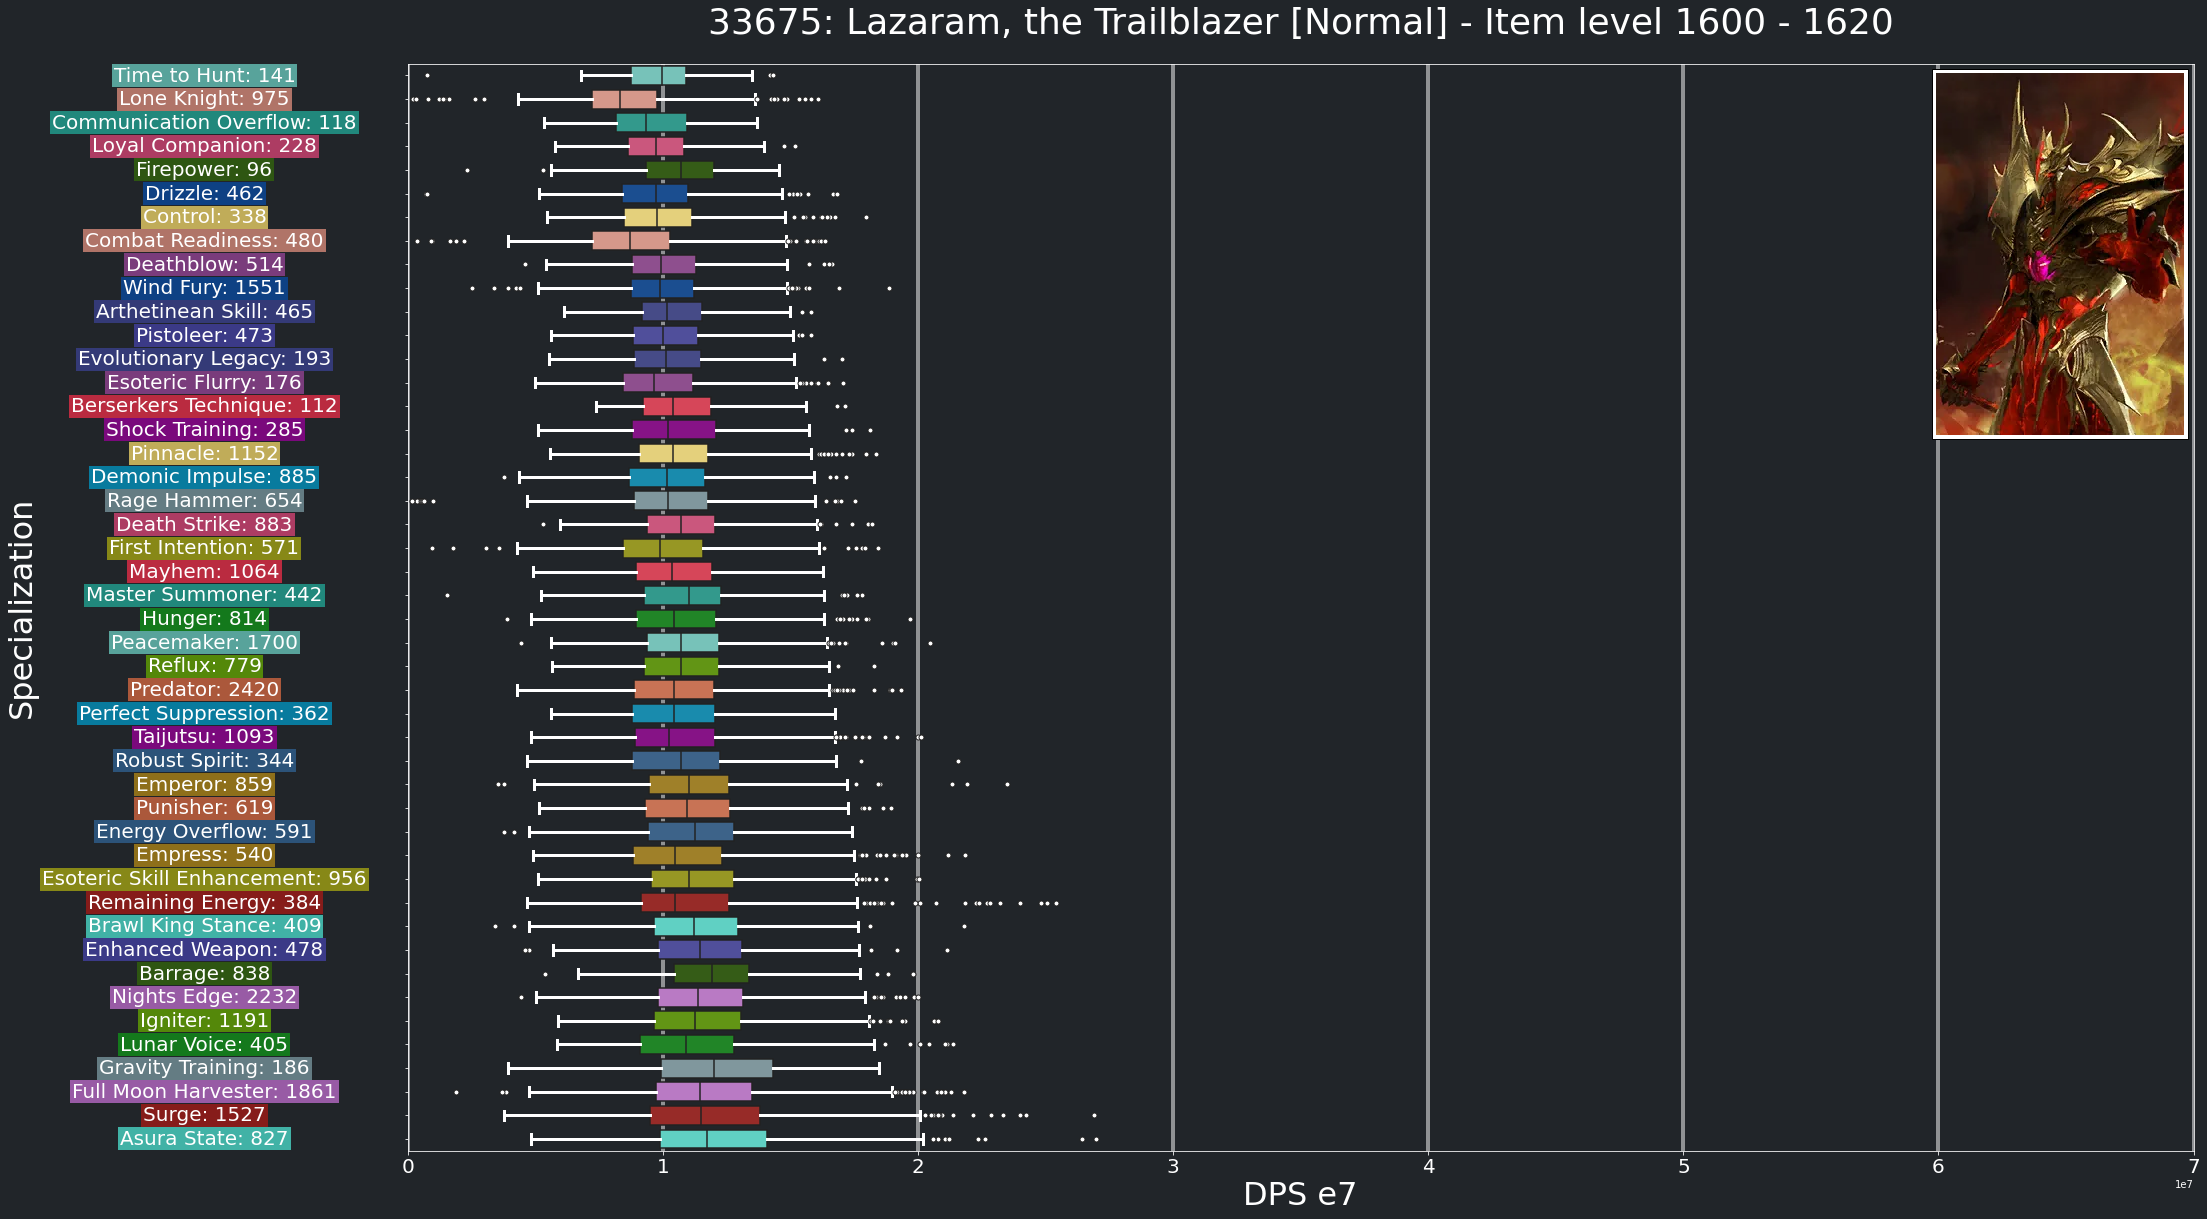 33675: Lazaram, the Trailblazer [Normal] - Item level 1600 - 1620
Specialization
Time to Hunt: 141
Lone Knight: 975
Communication Overflow: 118
Loyal Companion: 228
Firepower: 96
Drizzle: 462
Control: 338
Combat Readiness: 480
Deathblow: 514
Wind Fury: 1551
Arthetinean Skill: 465
Pistoleer: 473
Evolutionary Legacy: 193
Esoteric Flurry: 176
Berserkers Technique: 112
Shock Training: 285
Pinnacle: 1152
Demonic Impulse: 885
Rage Hammer: 654
Death Strike: 883
First Intention: 571
Mayhem: 1064
Master Summoner: 442
Hunger: 814
Peacemaker: 1700
Reflux: 779
Predator: 2420
Perfect Suppression: 362
Taijutsu: 1093
Robust Spirit: 344
Emperor: 859
Punisher: 619
Energy Overflow: 591
Empress: 540
Esoteric Skill Enhancement: 956
Remaining Energy: 384
Brawl King Stance: 409
Enhanced Weapon: 478
Barrage: 838
Nights Edge: 2232
Igniter: 1191
Lunar Voice: 405
Gravity Training: 186
Full Moon Harvester: 1861
Surge: 1527
Asura State: 827
0 1 2 3 4 5 6 7
1e7
DPS e7